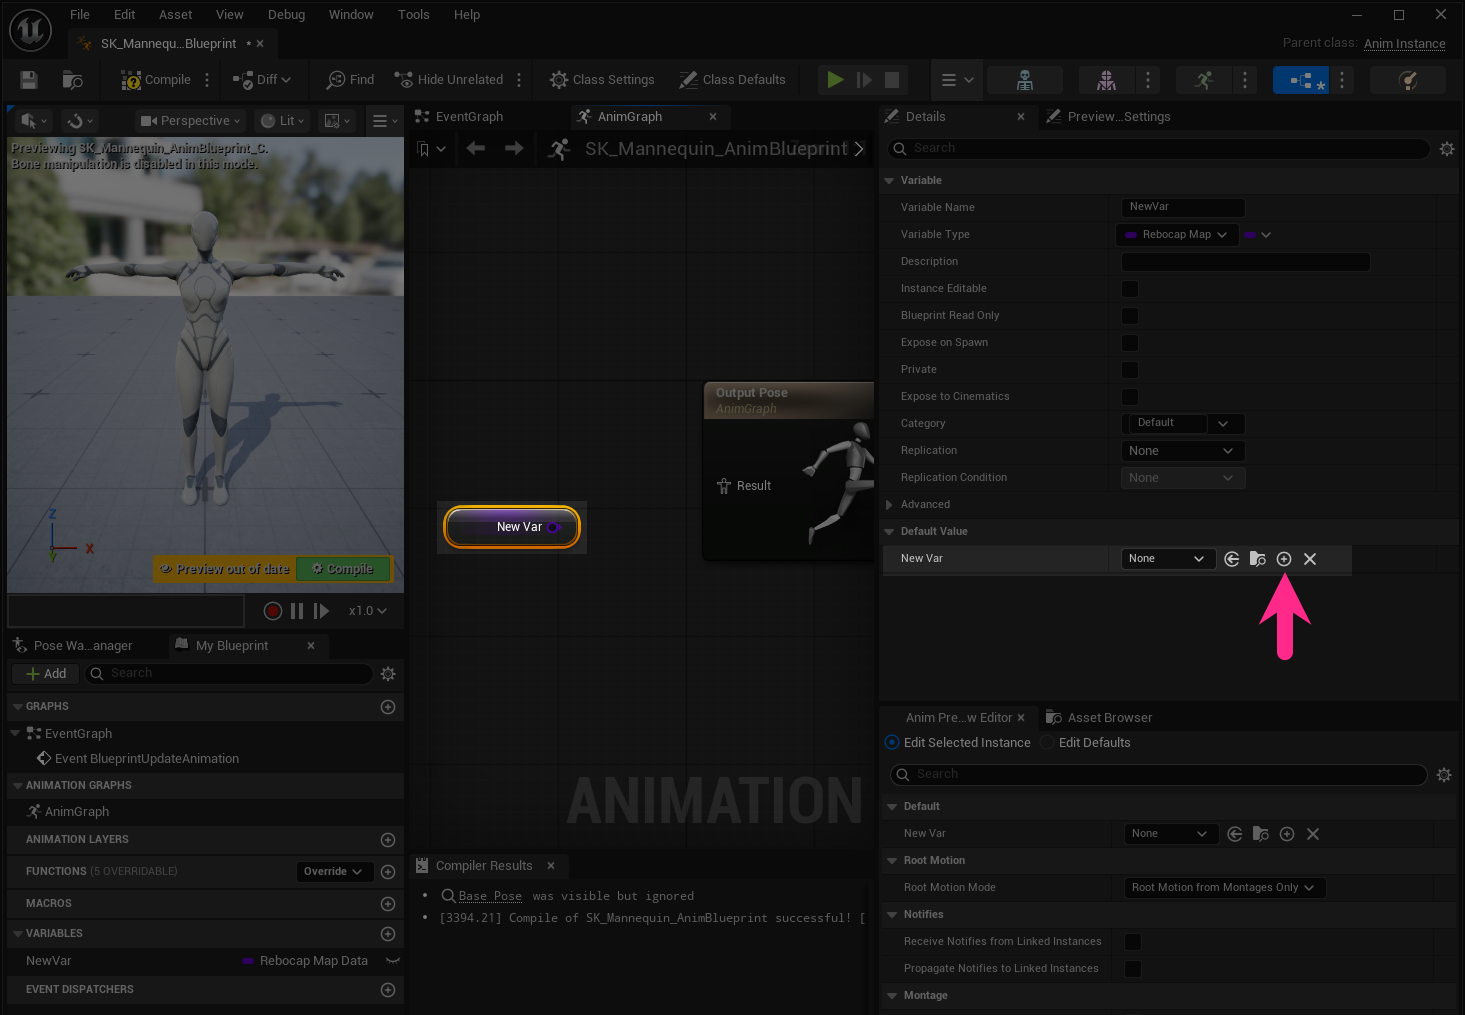 File Edit Asset View Debug Window Tools Help
SK_Mannequ...Blueprint
Parent class: Anim Instance
Compile Diff Find Hide Unrelated Class Settings Class Defaults
Perspective Lit
Previewing SK_Mannequin_AnimBlueprint_C.
Bone manipulation is disabled in this mode.
Z
Y X
Preview out of date Compile
x1.0
Pose Wa...anager My Blueprint
Add Search
GRAPHS
EventGraph
Event BlueprintUpdateAnimation
ANIMATION GRAPHS
AnimGraph
ANIMATION LAYERS
FUNCTIONS (5 OVERRIDABLE) Override
MACROS
VARIABLES
NewVar Rebocap Map Data
EVENT DISPATCHERS
EventGraph AnimGraph
SK_Mannequin_AnimBlueprint
Output Pose
AnimGraph
Result
New Var
ANIMATION
Compiler Results
• Base Pose was visible but ignored
• [3394.21] Compile of SK_Mannequin_AnimBlueprint successful! [
Details Preview...Settings
Search
Variable
Variable Name NewVar
Variable Type Rebocap Map
Description
Instance Editable
Blueprint Read Only
Expose on Spawn
Private
Expose to Cinematics
Category Default
Replication None
Replication Condition None
Advanced
Default Value
New Var None
Anim Pre...w Editor Asset Browser
Edit Selected Instance Edit Defaults
Search
Default
New Var None
Root Motion
Root Motion Mode Root Motion from Montages Only
Notifies
Receive Notifies from Linked Instances
Propagate Notifies to Linked Instances
Montage